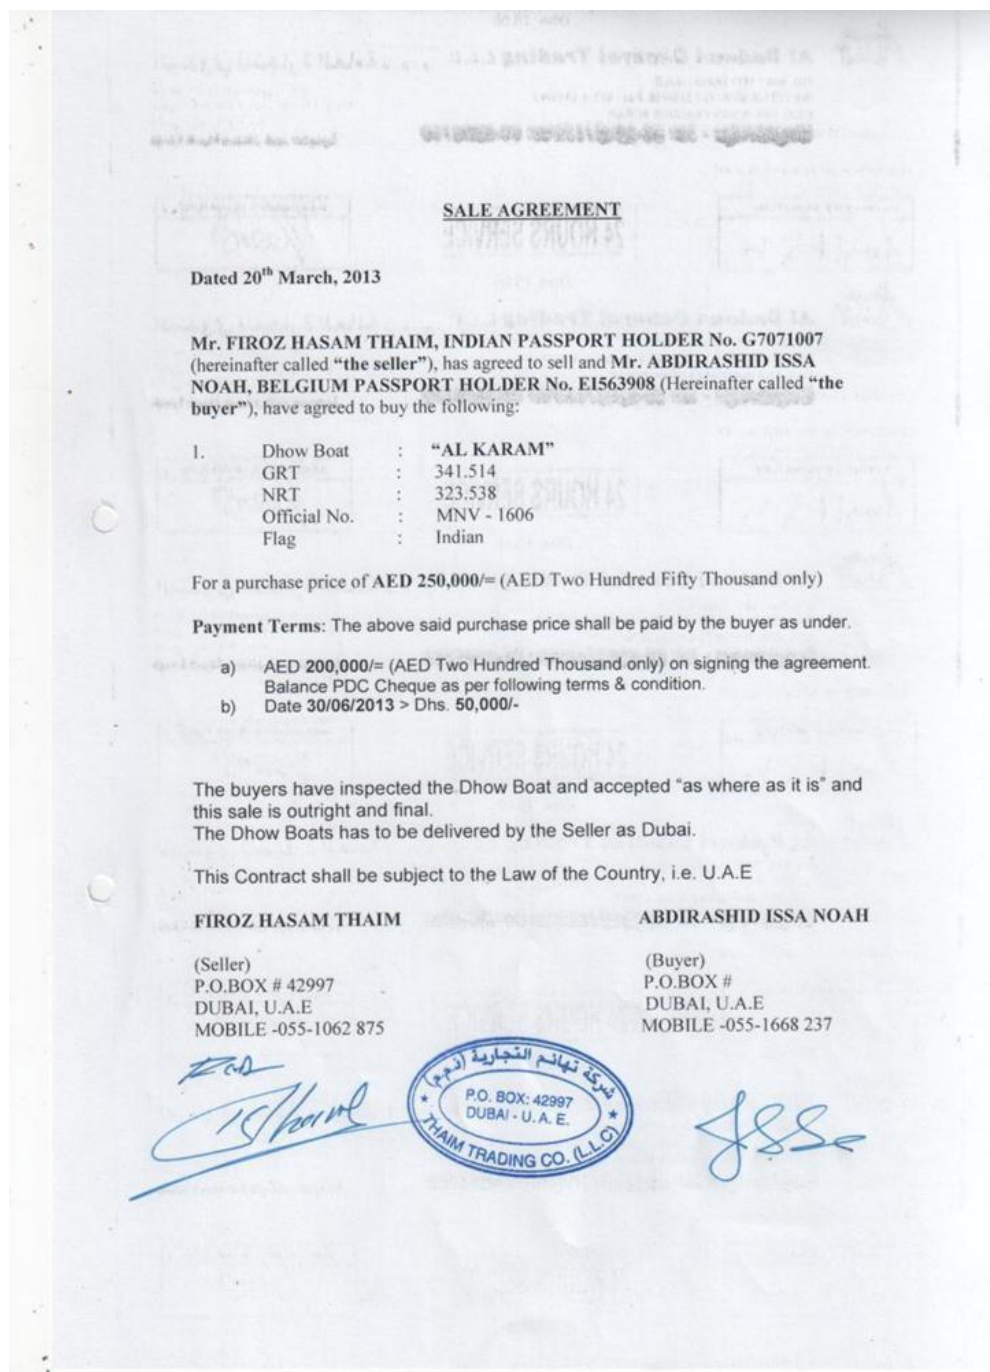 SALE AGREEMENT
Dated 20th March, 2013
Mr. FIROZ HASAM THAIM, INDIAN PASSPORT HOLDER No. G7071007
(hereinafter called “the seller”), has agreed to sell and Mr. ABDIRASHID ISSA
NOAH, BELGIUM PASSPORT HOLDER No. EI563908 (Hereinafter called “the
buyer”), have agreed to buy the following:
1. Dhow Boat : “AL KARAM”
GRT : 341.514
NRT : 323.538
Official No. : MNV - 1606
Flag : Indian
For a purchase price of AED 250,000/= (AED Two Hundred Fifty Thousand only)
Payment Terms: The above said purchase price shall be paid by the buyer as under.
a) AED 200,000/= (AED Two Hundred Thousand only) on signing the agreement.
Balance PDC Cheque as per following terms & condition.
b) Date 30/06/2013 > Dhs. 50,000/-
The buyers have inspected the Dhow Boat and accepted “as where as it is” and
this sale is outright and final.
The Dhow Boats has to be delivered by the Seller as Dubai.
This Contract shall be subject to the Law of the Country, i.e. U.A.E
FIROZ HASAM THAIM ABDIRASHID ISSA NOAH
(Seller) (Buyer)
P.O.BOX # 42997 P.O.BOX #
DUBAI, U.A.E DUBAI, U.A.E
MOBILE -055-1062 875 MOBILE -055-1668 237
شركة تهائم التجارية (ذ.م.م)
P.O. BOX: 42997
DUBAI - U. A. E.
THAIM TRADING CO. (L.L.C)